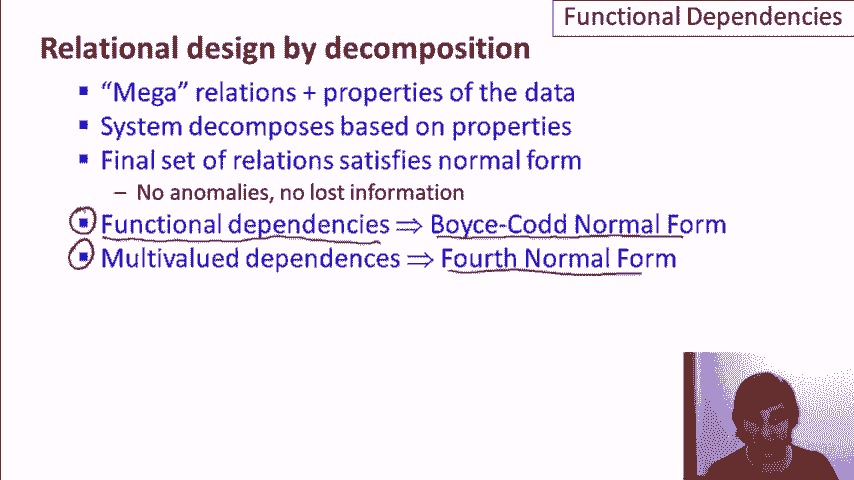 Functional Dependencies
Relational design by decomposition
▪ “Mega” relations + properties of the data
▪ System decomposes based on properties
▪ Final set of relations satisfies normal form
– No anomalies, no lost information
▪ Functional dependencies ⇒ Boyce-Codd Normal Form
▪ Multivalued dependences ⇒ Fourth Normal Form